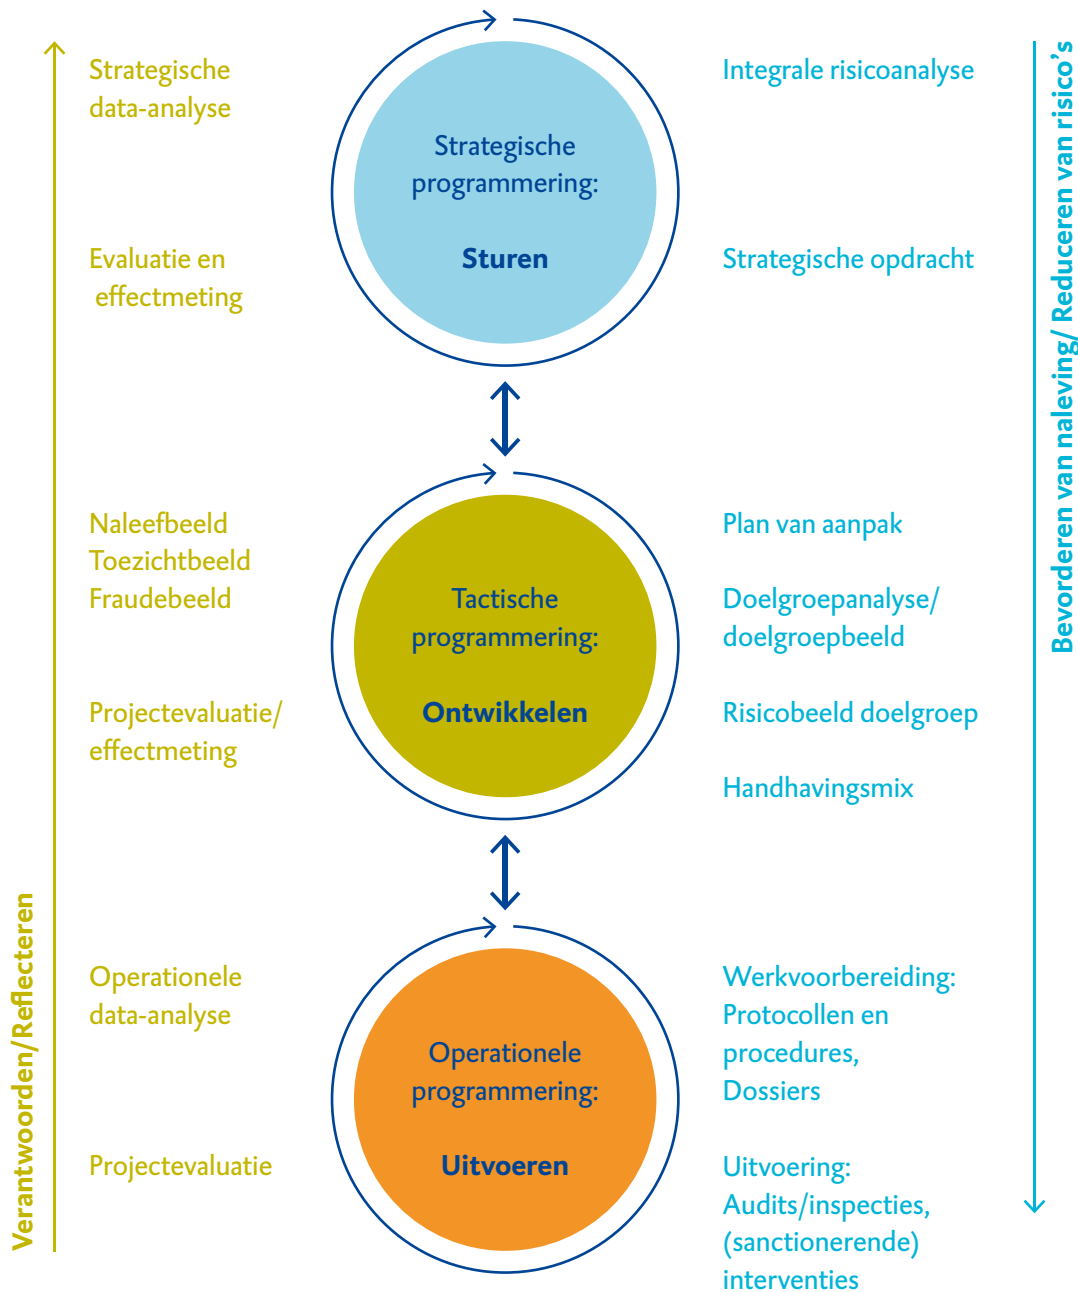 Strategische
data-analyse
Evaluatie en
effectmeting
Strategische
programmering:
Sturen
Integrale risicoanalyse
Strategische opdracht
Naleefbeeld
Toezichtbeeld
Fraudebeeld
Projectevaluatie/
effectmeting
Tactische
programmering:
Ontwikkelen
Plan van aanpak
Doelgroepanalyse/
doelgroepbeeld
Risicobeeld doelgroep
Handhavingsmix
Operationele
data-analyse
Projectevaluatie
Operationele
programmering:
Uitvoeren
Werkvoorbereiding:
Protocollen en
procedures,
Dossiers
Uitvoering:
Audits/inspecties,
(sanctionerende)
interventies
Verantwoorden/Reflecteren
Bevorderen van naleving/ Reduceren van risico’s